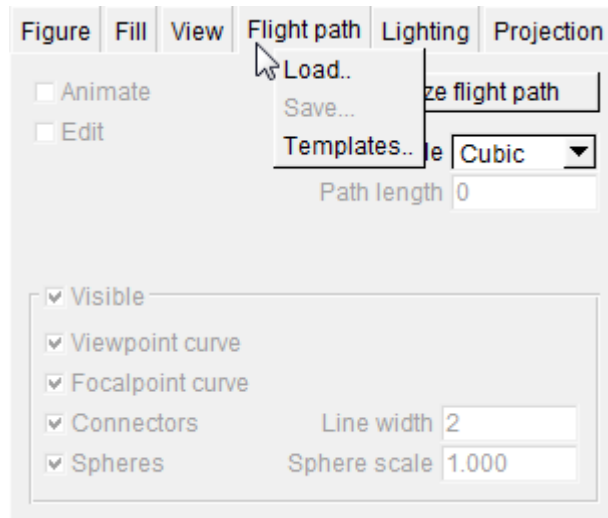 Figure Fill View Flight path Lighting Projection
Load..
Animate
Save...
ze flight path
Edit
Templates..
le Cubic
Path length 0
Visible
Viewpoint curve
Focalpoint curve
Connectors Line width 2
Spheres Sphere scale 1.000